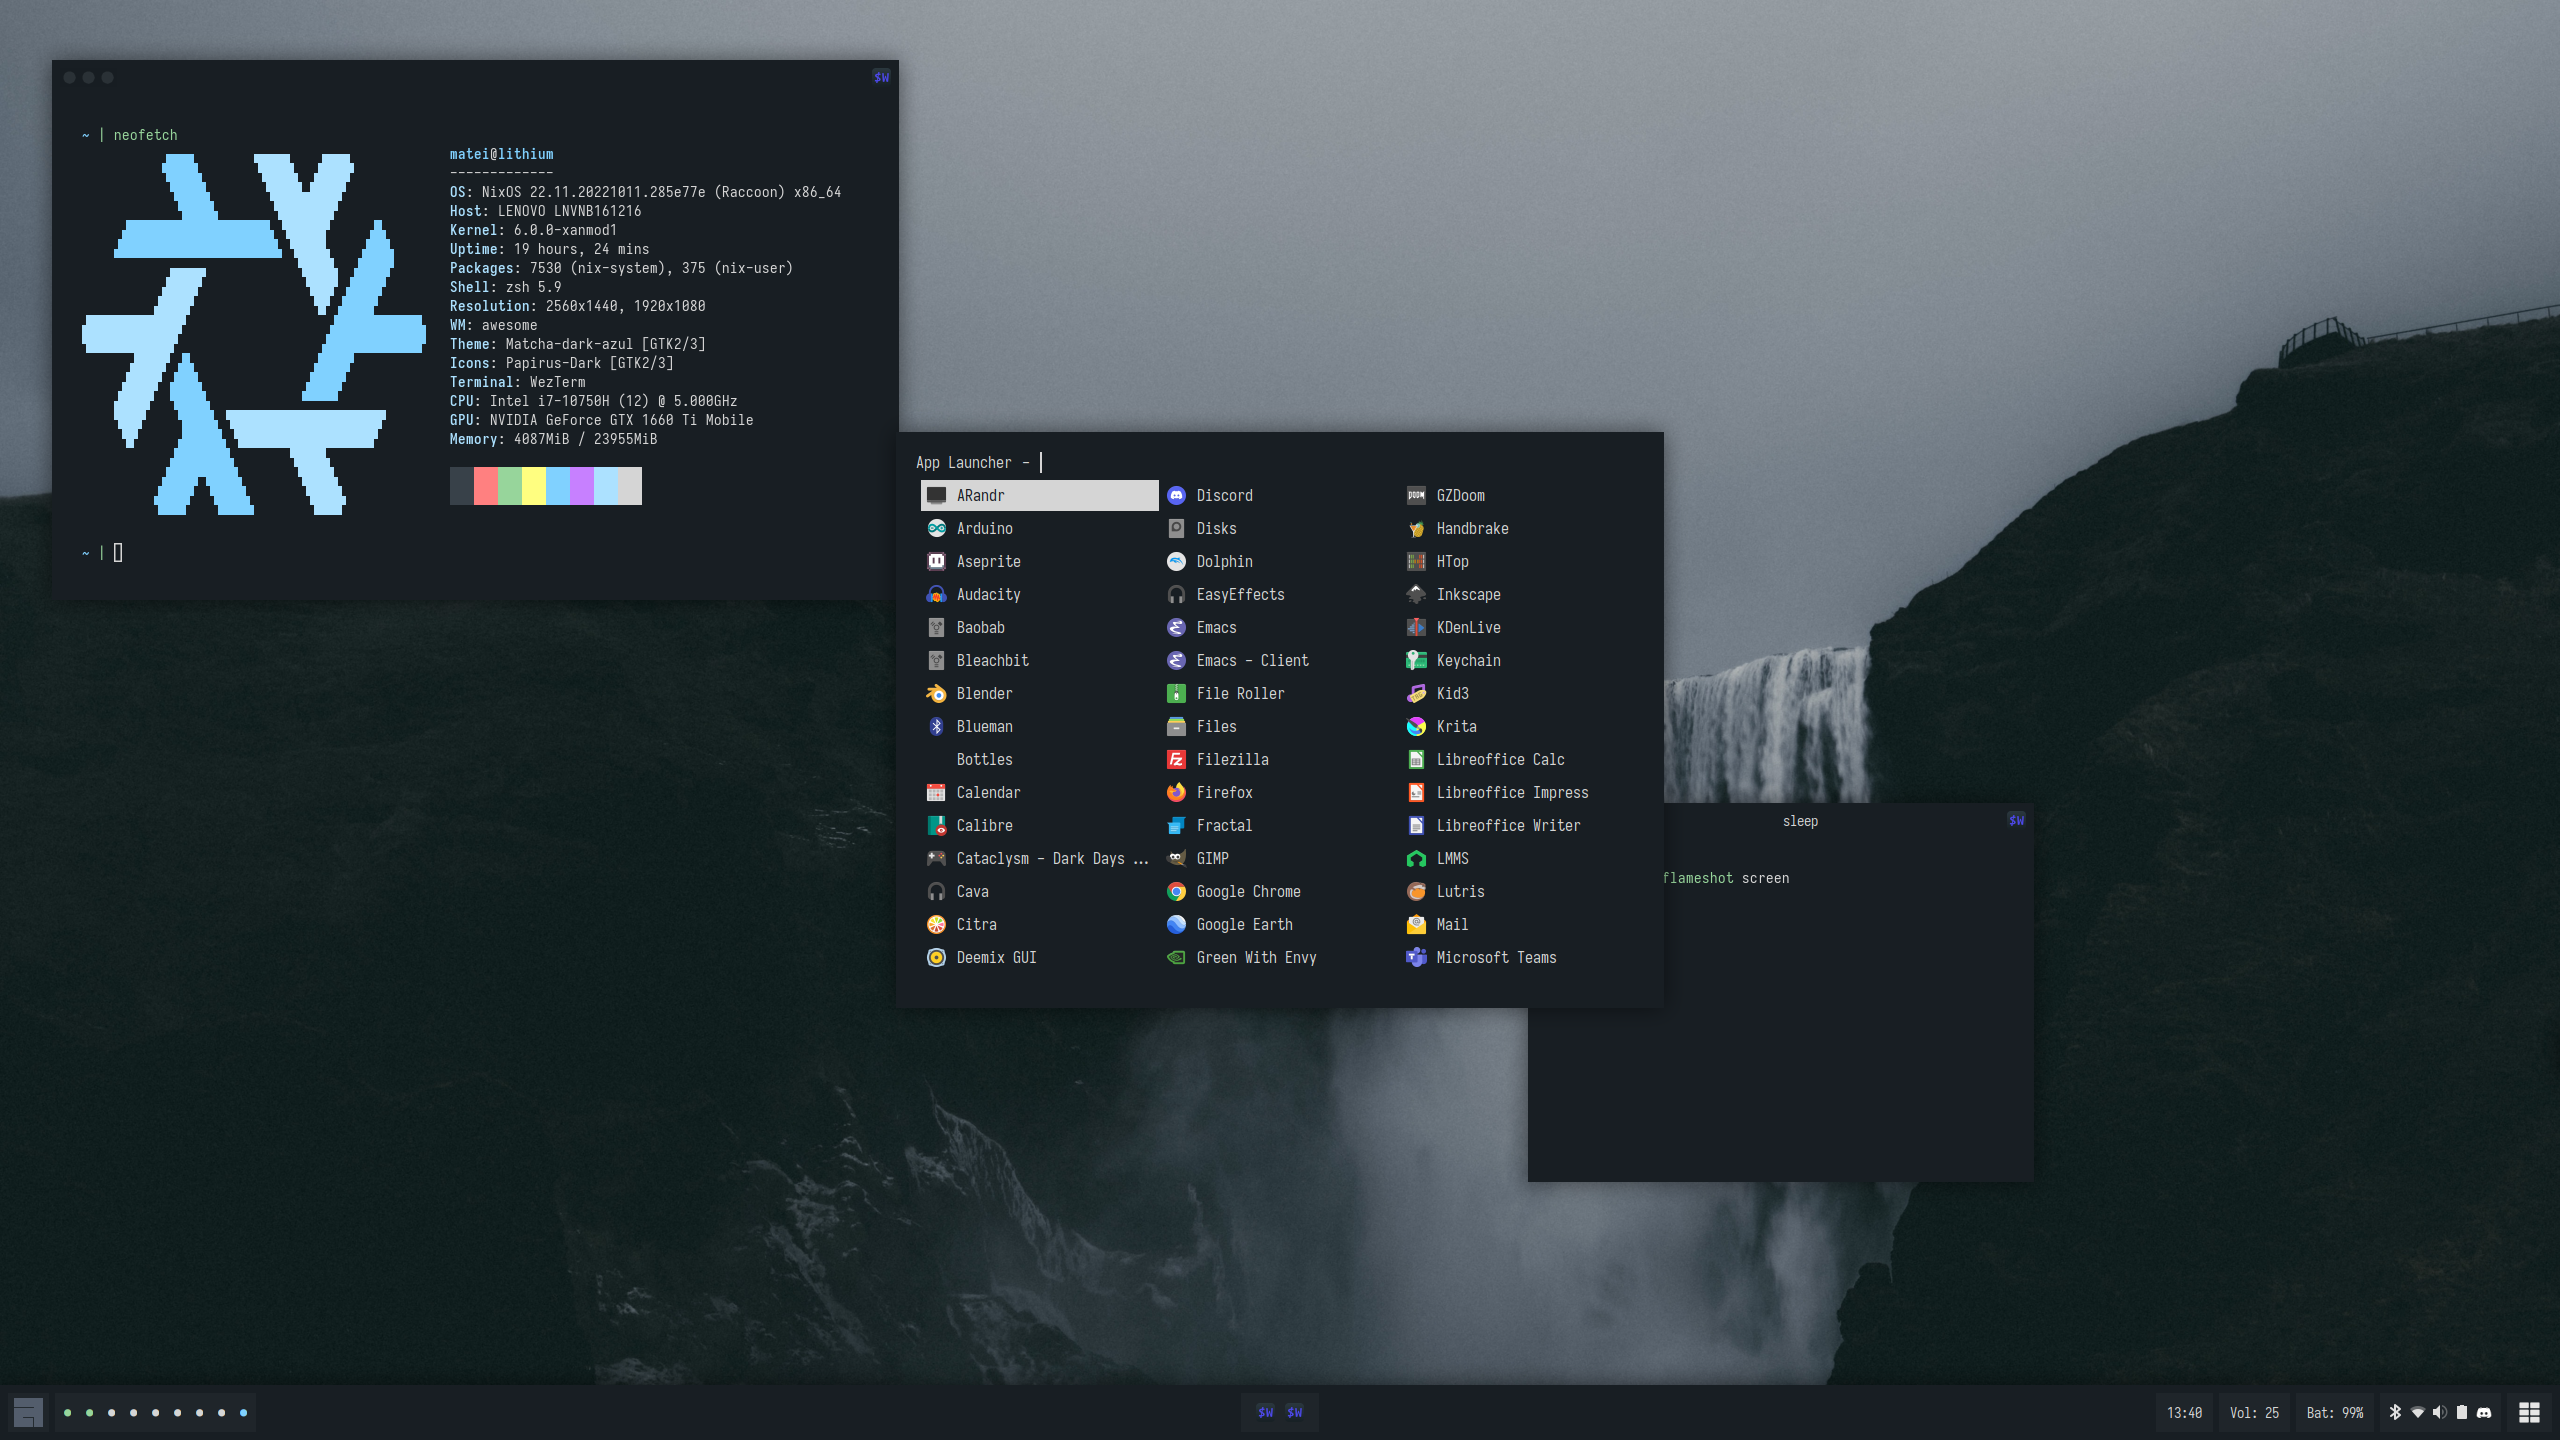 $W
~ | neofetch
matei@lithium
-------------
OS: NixOS 22.11.20221011.285e77e (Raccoon) x86_64
Host: LENOVO LNVNB161216
Kernel: 6.0.0-xanmod1
Uptime: 19 hours, 24 mins
Packages: 7530 (nix-system), 375 (nix-user)
Shell: zsh 5.9
Resolution: 2560x1440, 1920x1080
WM: awesome
Theme: Matcha-dark-azul [GTK2/3]
Icons: Papirus-Dark [GTK2/3]
Terminal: WezTerm
CPU: Intel i7-10750H (12) @ 5.000GHz
GPU: NVIDIA GeForce GTX 1660 Ti Mobile
Memory: 4087MiB / 23955MiB
~ |
App Launcher -
ARandr
Arduino
Aseprite
Audacity
Baobab
Bleachbit
Blender
Blueman
Bottles
Calendar
Calibre
Cataclysm - Dark Days ...
Cava
Citra
Deemix GUI
Discord
Disks
Dolphin
EasyEffects
Emacs
Emacs - Client
File Roller
Files
Filezilla
Firefox
Fractal
GIMP
Google Chrome
Google Earth
Green With Envy
GZDoom
Handbrake
HTop
Inkscape
KDenLive
Keychain
Kid3
Krita
Libreoffice Calc
Libreoffice Impress
Libreoffice Writer
LMMS
Lutris
Mail
Microsoft Teams
sleep
$W
flameshot screen
$W $W
13:40
Vol: 25
Bat: 99%